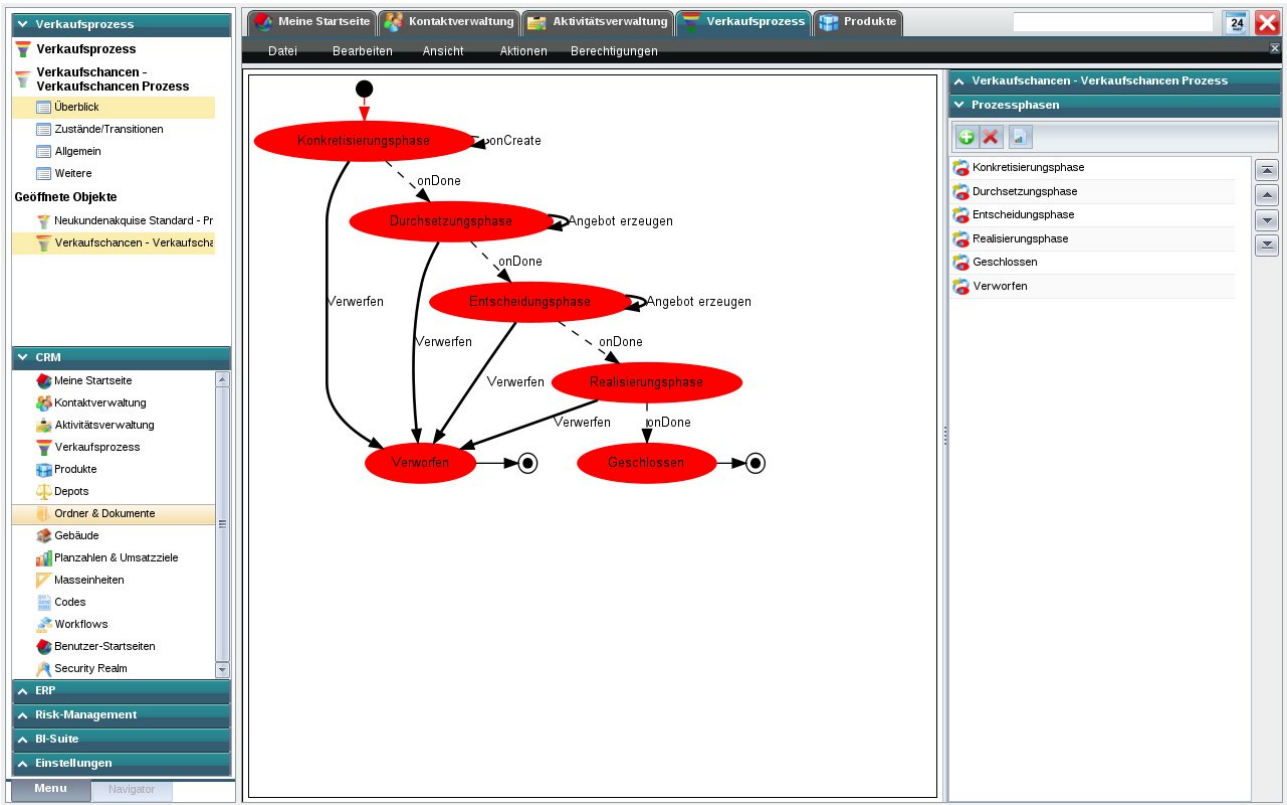 Verkaufsprozess
Verkaufsprozess
Verkaufschancen -
Verkaufschancen Prozess
Überblick
Zustände/Transitionen
Allgemein
Weitere
Geöffnete Objekte
Neukundenakquise Standard - Pr
Verkaufschancen - Verkaufscha
CRM
Meine Startseite
Kontaktverwaltung
Aktivitätsverwaltung
Verkaufsprozess
Produkte
Depots
Ordner & Dokumente
Gebäude
Planzahlen & Umsatzziele
Masseinheiten
Codes
Workflows
Benutzer-Startseiten
Security Realm
ERP
Risk-Management
BI-Suite
Einstellungen
Menu Navigator
Meine Startseite Kontaktverwaltung Aktivitätsverwaltung Verkaufsprozess Produkte 24
Datei Bearbeiten Ansicht Aktionen Berechtigungen
Konkretisierungsphase onCreate
onDone
Durchsetzungsphase Angebot erzeugen
onDone
Verwerfen Entscheidungsphase Angebot erzeugen
Verwerfen onDone
Verwerfen Realisierungsphase
Verwerfen onDone
Verworfen Geschlossen
Verkaufschancen - Verkaufschancen Prozess
Prozessphasen
Konkretisierungsphase
Durchsetzungsphase
Entscheidungsphase
Realisierungsphase
Geschlossen
Verworfen